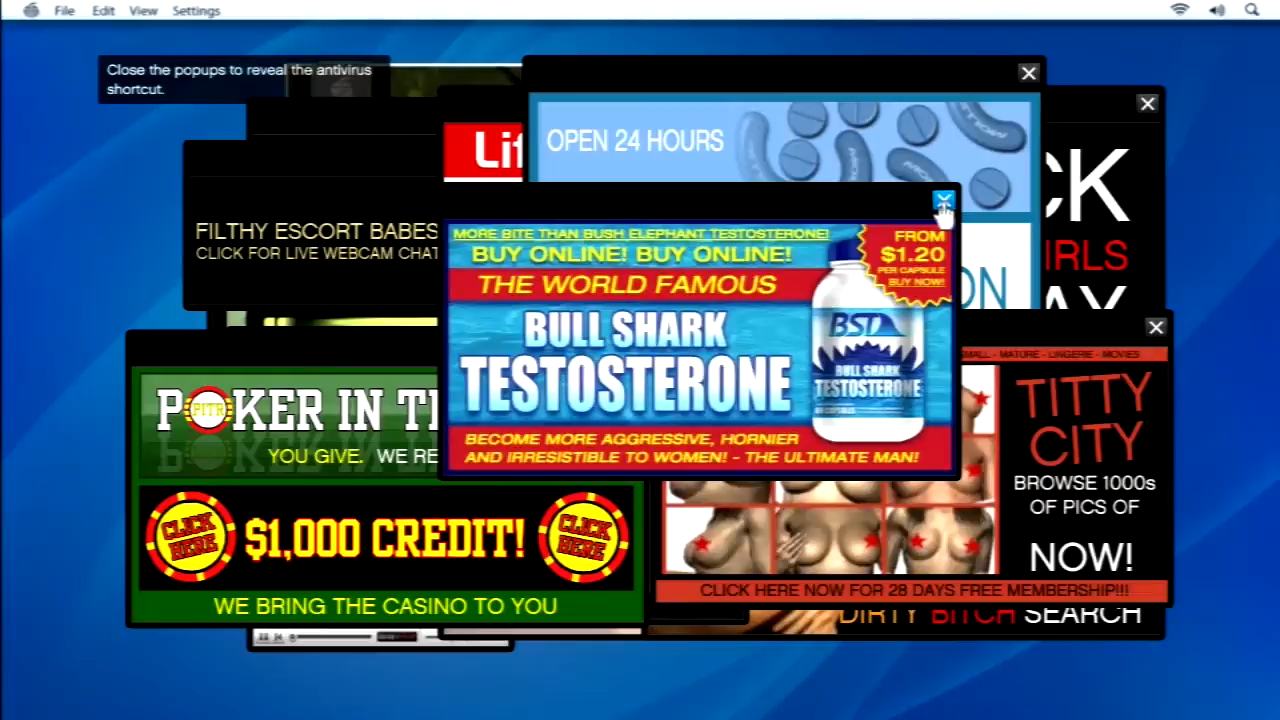 File Edit View Settings
Close the popups to reveal the antivirus
shortcut.
OPEN 24 HOURS
FILTHY ESCORT BABES
CLICK FOR LIVE WEBCAM CHAT
MORE BITE THAN BUSH ELEPHANT TESTOSTERONE!
BUY ONLINE! BUY ONLINE!
THE WORLD FAMOUS
BULL SHARK
TESTOSTERONE
BECOME MORE AGGRESSIVE, HORNIER
AND IRRESISTIBLE TO WOMEN! - THE ULTIMATE MAN!
FROM
$1.20
PER CAPSULE
BUY NOW!
BST
BULL SHARK
TESTOSTERONE
POKER IN
PITR
YOU GIVE. WE RE
CLICK
HERE
$1,000 CREDIT!
CLICK
HERE
WE BRING THE CASINO TO YOU
MATURE - LINGERIE - MOVIES
TITTY
CITY
BROWSE 1000s
OF PICS OF
NOW!
CLICK HERE NOW FOR 28 DAYS FREE MEMBERSHIP!!!
DIRTY BITCH SEARCH